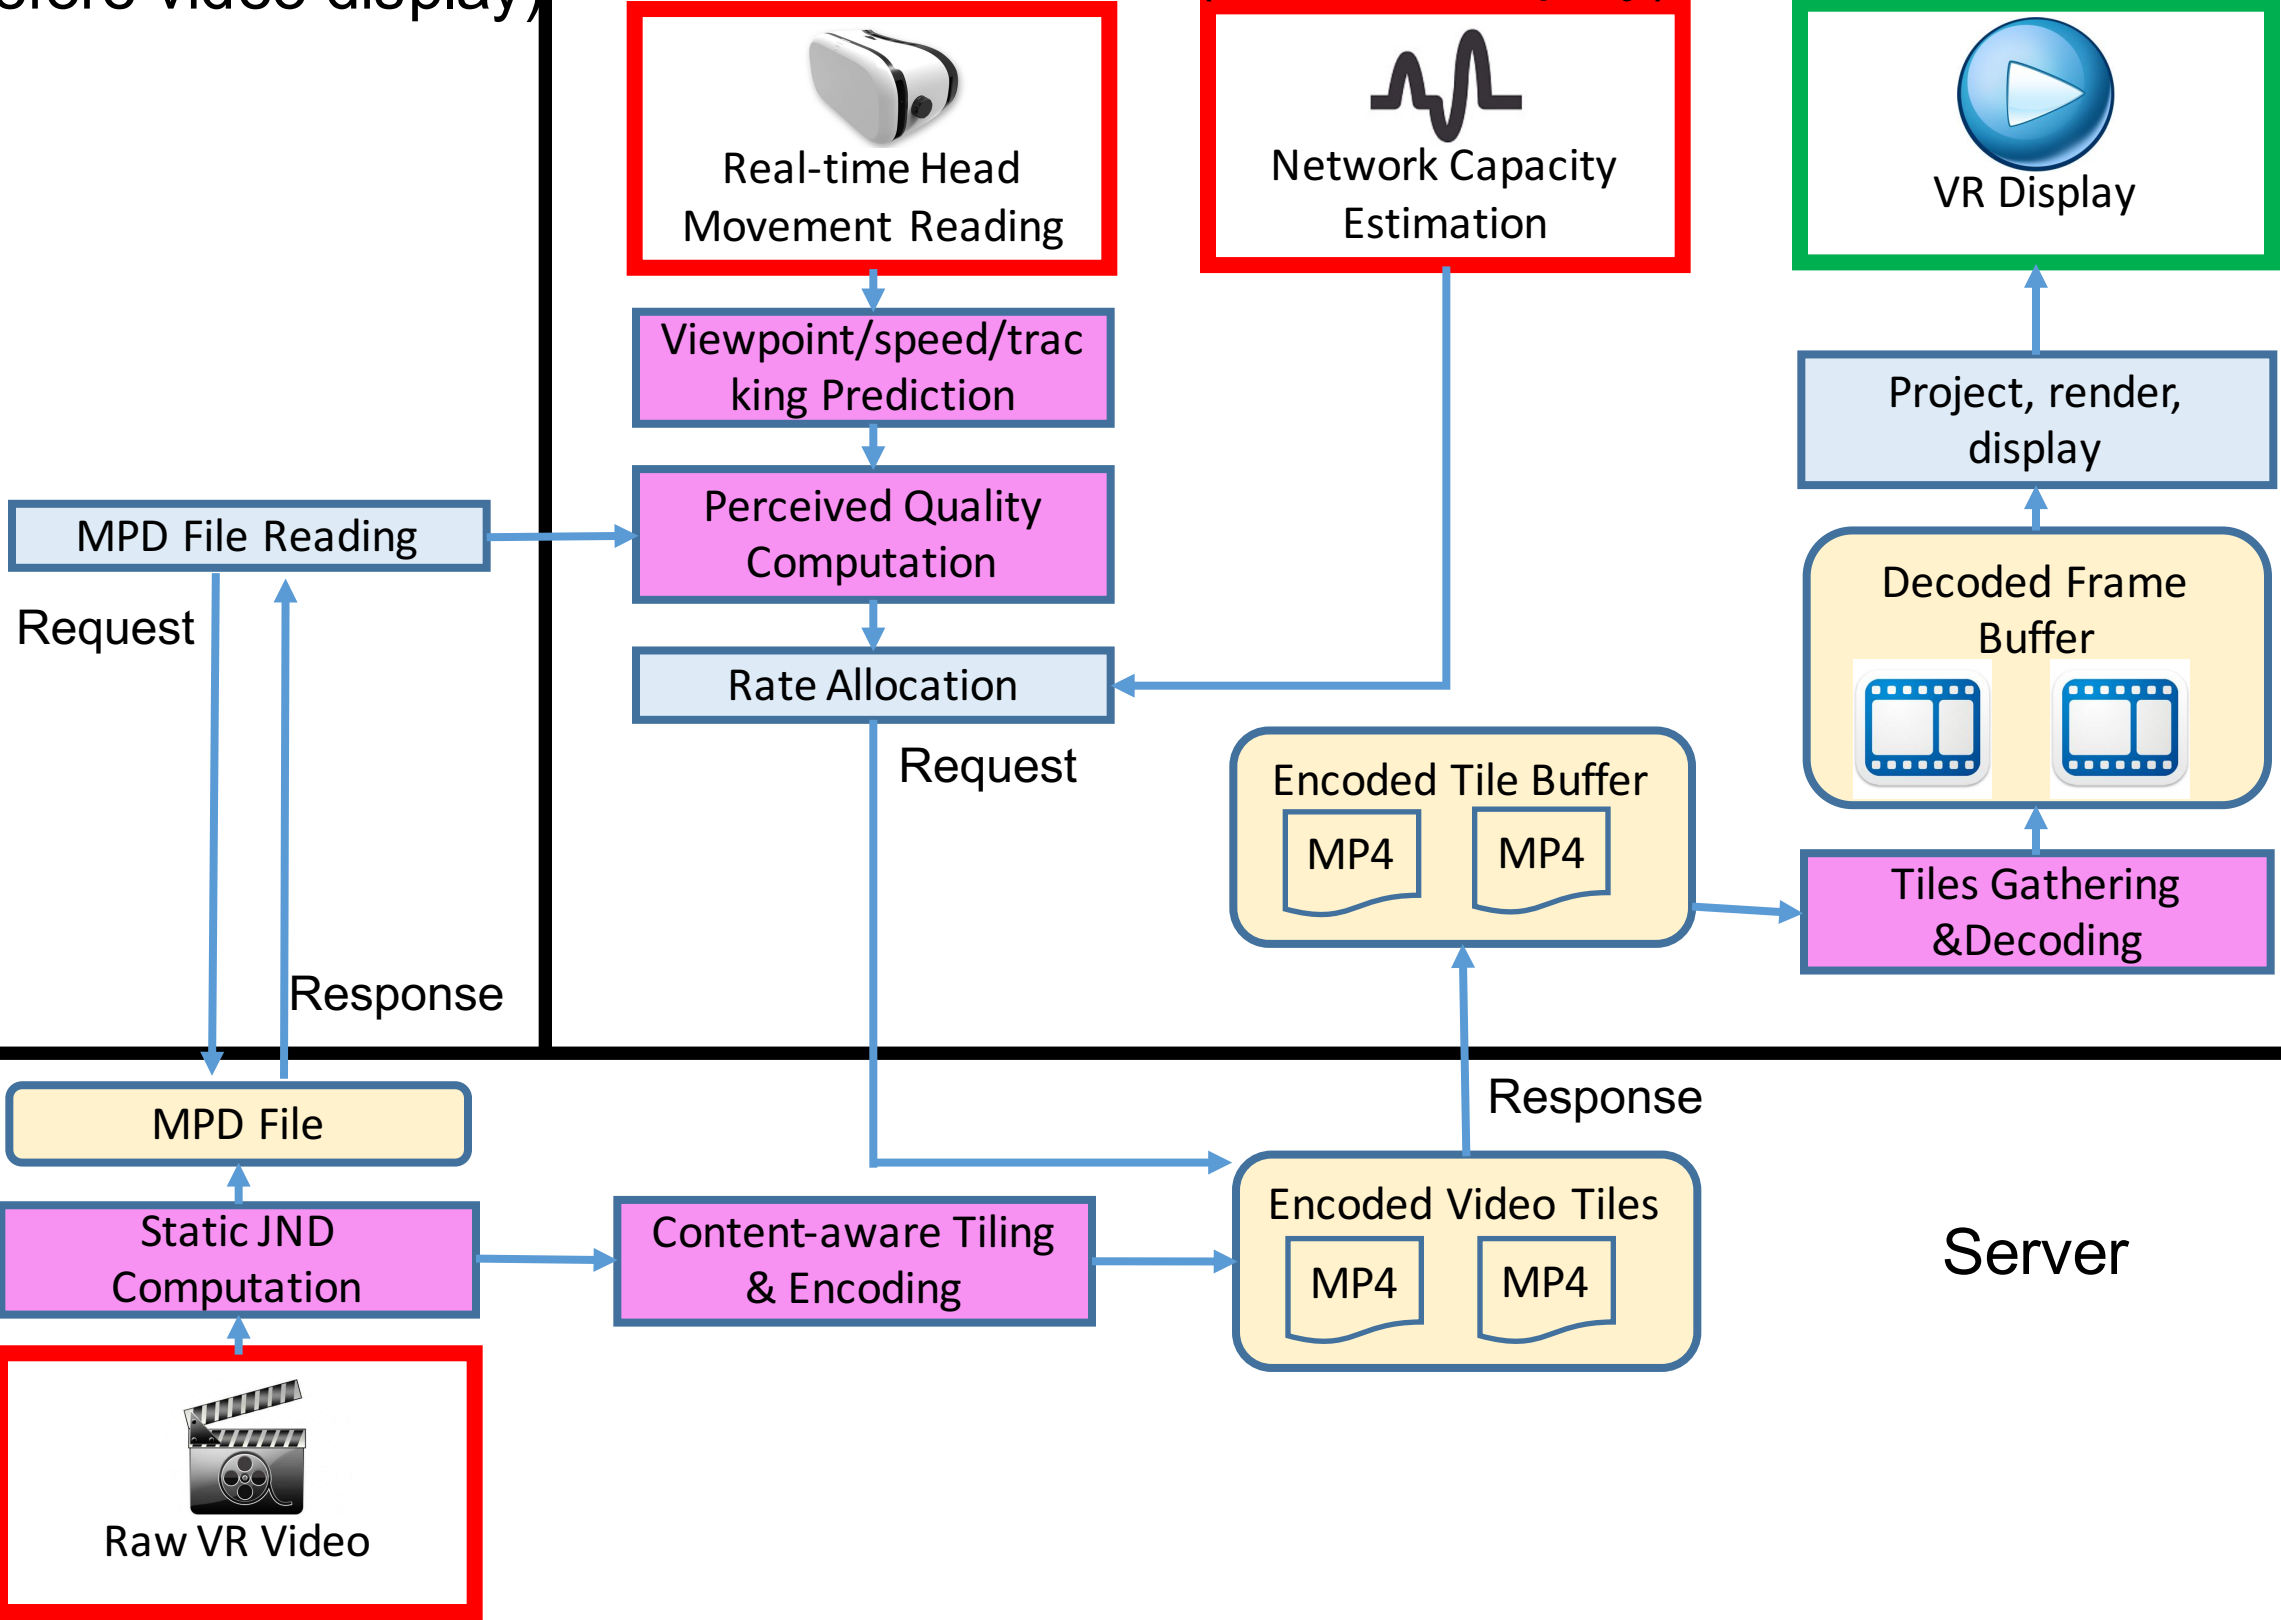 video display)
Real-time Head
Movement Reading
Network Capacity
Estimation
VR Display
Viewpoint/speed/trac
king Prediction
Project, render,
display
Perceived Quality
Computation
MPD File Reading
Request
Response
Decoded Frame
Buffer
Rate Allocation
Request
Encoded Tile Buffer
MP4
MP4
Tiles Gathering
&Decoding
Response
MPD File
Static JND
Computation
Content-aware Tiling
& Encoding
Encoded Video Tiles
MP4
MP4
Server
Raw VR Video